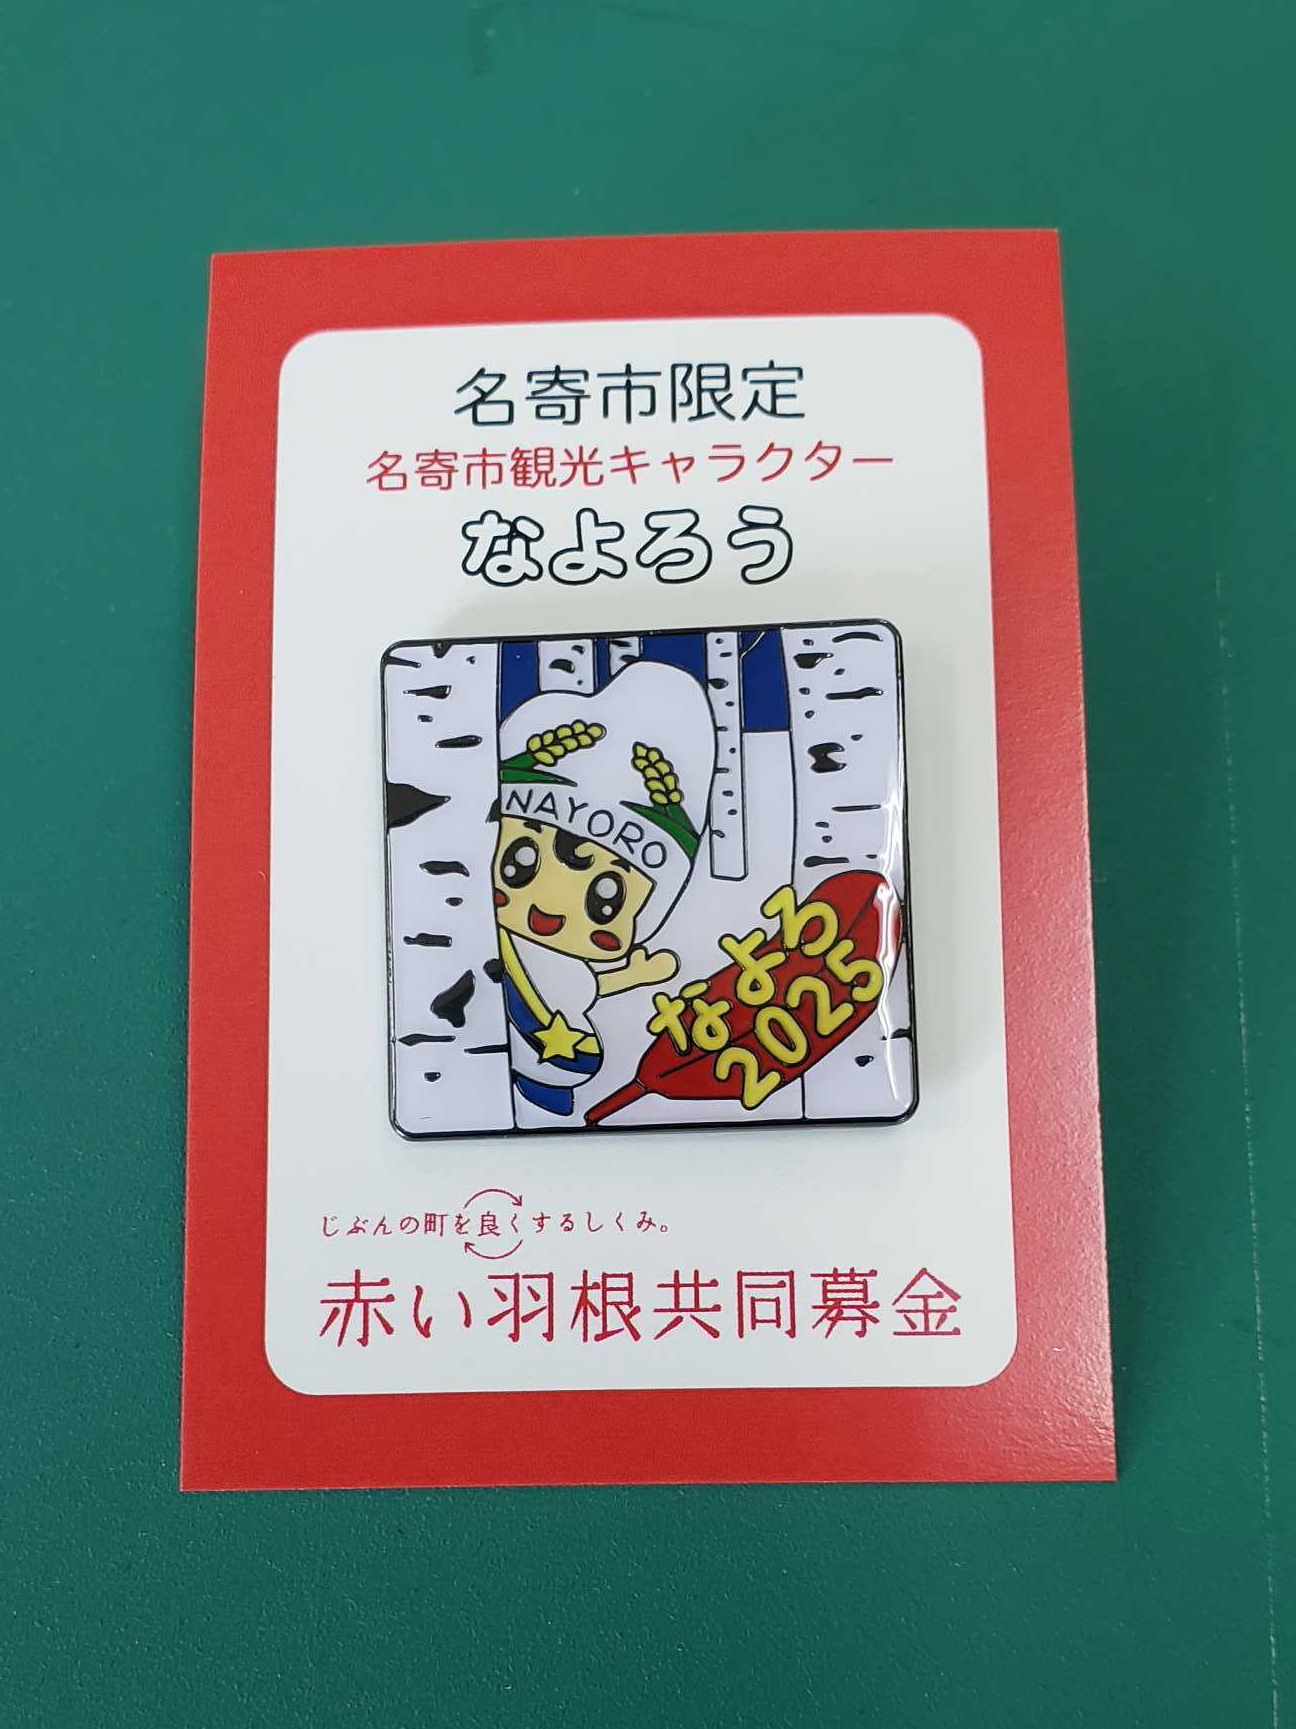 名寄市限定
名寄市観光キャラクター
なよろう
NAYORO
なよろ
2025
じぶんの町を良くするしくみ。
赤い羽根共同募金